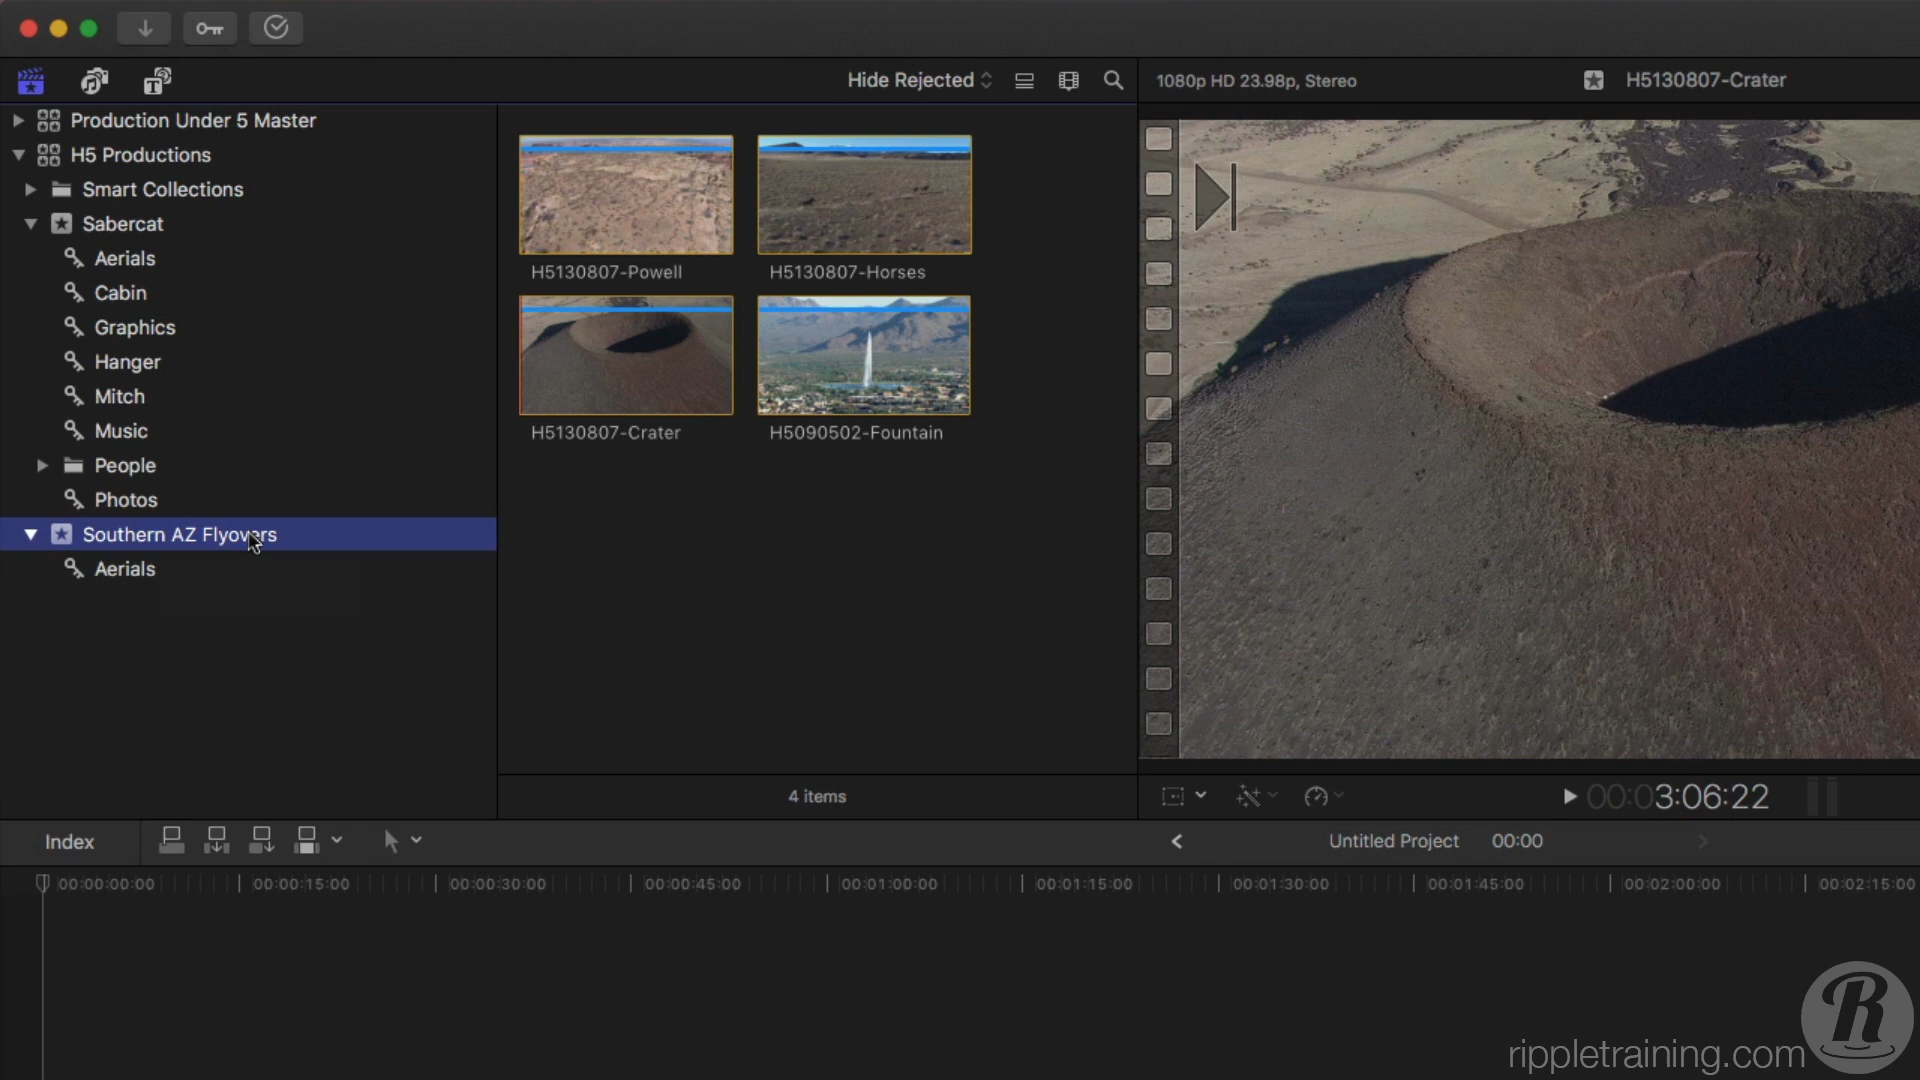 Hide Rejected
1080p HD 23.98p, Stereo
H5130807-Crater
Production Under 5 Master
H5 Productions
Smart Collections
Sabercat
Aerials
Cabin
Graphics
Hanger
Mitch
Music
People
Photos
Southern AZ Flyovers
Aerials
H5130807-Powell
H5130807-Horses
H5130807-Crater
H5090502-Fountain
4 items
00:03:06:22
Index
Untitled Project
00:00
00:00:00:00
00:00:15:00
00:00:30:00
00:00:45:00
00:01:00:00
00:01:15:00
00:01:30:00
00:01:45:00
00:02:00:00
00:02:15:00
R
rippletraining.com